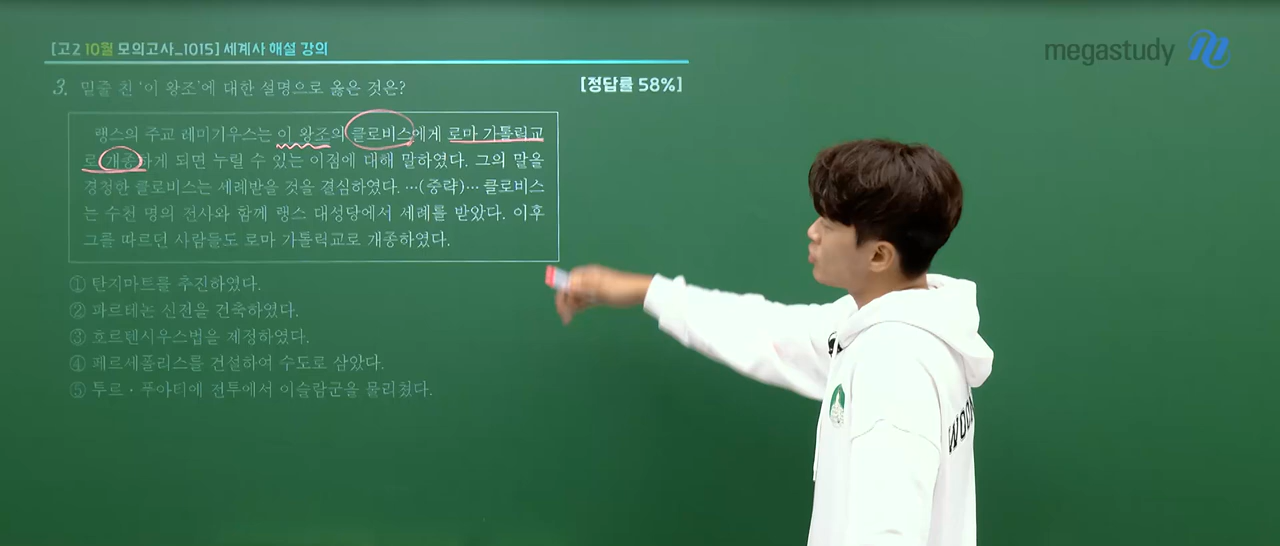 [고2 10월 모의고사_1015] 세계사 해설 강의
megastudy
3. 밑줄 친 ‘이 왕조’에 대한 설명으로 옳은 것은?
[정답률 58%]
랭스의 주교 레미기우스는 이 왕조의 클로비스에게 로마 가톨릭교
로 개종하게 되면 누릴 수 있는 이점에 대해 말하였다. 그의 말을
경청한 클로비스는 세례받을 것을 결심하였다. …(중략)… 클로비스
는 수천 명의 전사와 함께 랭스 대성당에서 세례를 받았다. 이후
그를 따르던 사람들도 로마 가톨릭교로 개종하였다.
① 탄지마트를 추진하였다.
② 파르테논 신전을 건축하였다.
③ 호르텐시우스법을 제정하였다.
④ 페르세폴리스를 건설하여 수도로 삼았다.
⑤ 투르·푸아티에 전투에서 이슬람군을 물리쳤다.